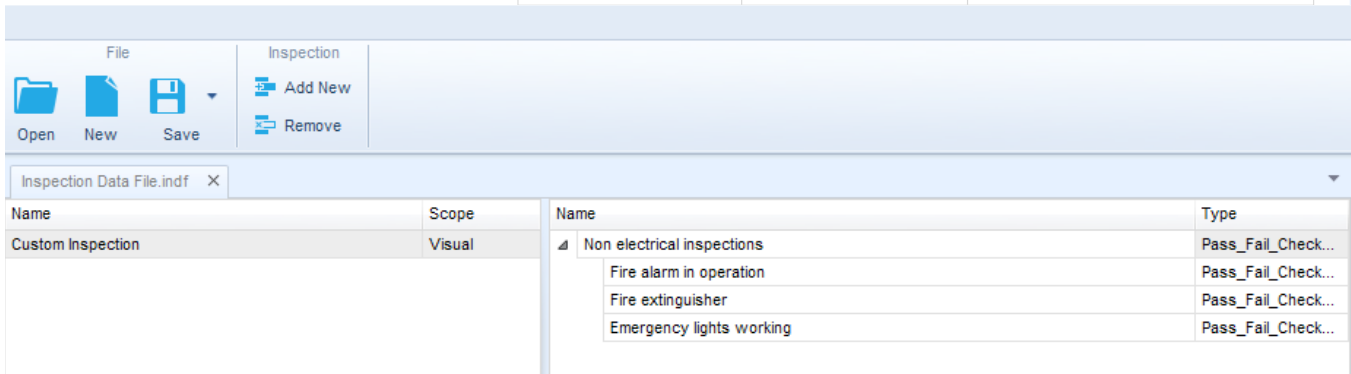 File Inspection
Add New
Remove
Open New Save
Inspection Data File.indf
Name Scope Name Type
Custom Inspection Visual Non electrical inspections Pass_Fail_Check...
Fire alarm in operation Pass_Fail_Check...
Fire extinguisher Pass_Fail_Check...
Emergency lights working Pass_Fail_Check...